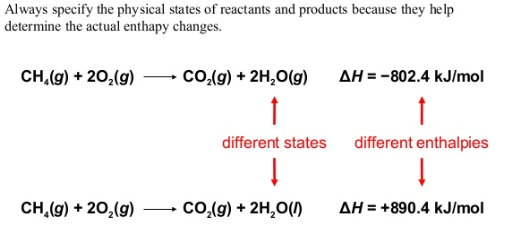 Always specify the physical states of reactants and products because they help
determine the actual enthapy changes.
CH₄(g) + 2O₂(g) ⟶ CO₂(g) + 2H₂O(g) ΔH = −802.4 kJ/mol
different states different enthalpies
CH₄(g) + 2O₂(g) ⟶ CO₂(g) + 2H₂O(l) ΔH = +890.4 kJ/mol